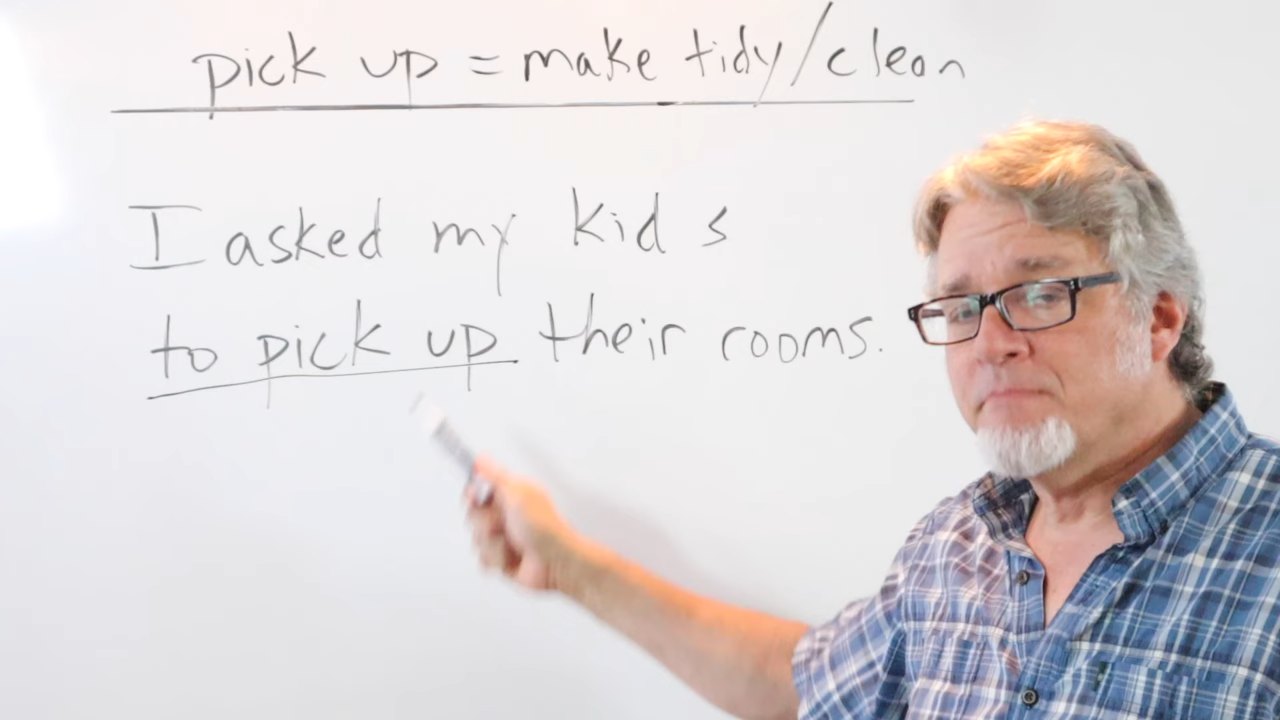 pick up = make tidy/clean
I asked my kids
to pick up their rooms.